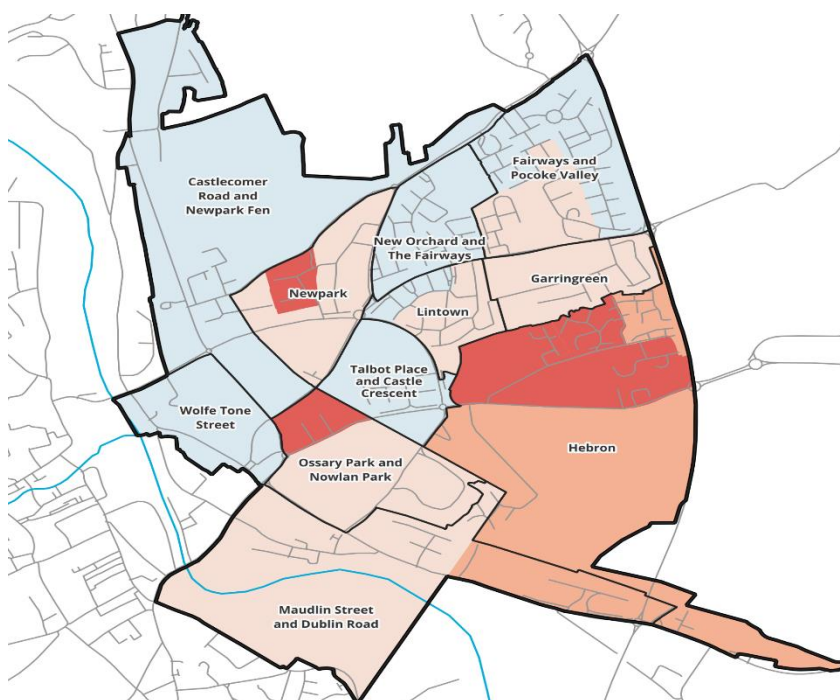 Fairways and
Pocoke Valley
Castlecomer
Road and
Newpark Fen
New Orchard and
The Fairways
Garringreen
Newpark
Lintown
Talbot Place
and Castle
Crescent
Wolfe Tone
Street
Hebron
Ossary Park and
Nowlan Park
Maudlin Street
and Dublin Road